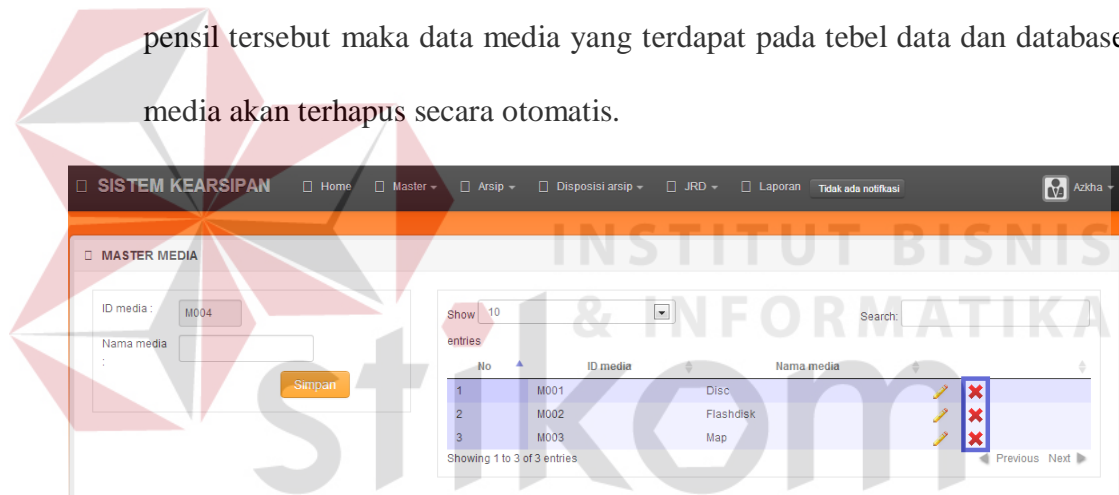 pensil tersebut maka data media yang terdapat pada tebel data dan database
media akan terhapus secara otomatis.
SISTEM KEARSIPAN Home Master Arsip Disposisi arsip JRD Laporan Tidak ada notifkasi Azkha
INSTITUT BISNIS
MASTER MEDIA
& INFORMATIKA
stikom
ID media : M004
Nama media
:
Simpan
Show 10
entries
Search:
No ID media Nama media
1 M001 Disc
2 M002 Flashdisk
3 M003 Map
Showing 1 to 3 of 3 entries
Previous Next